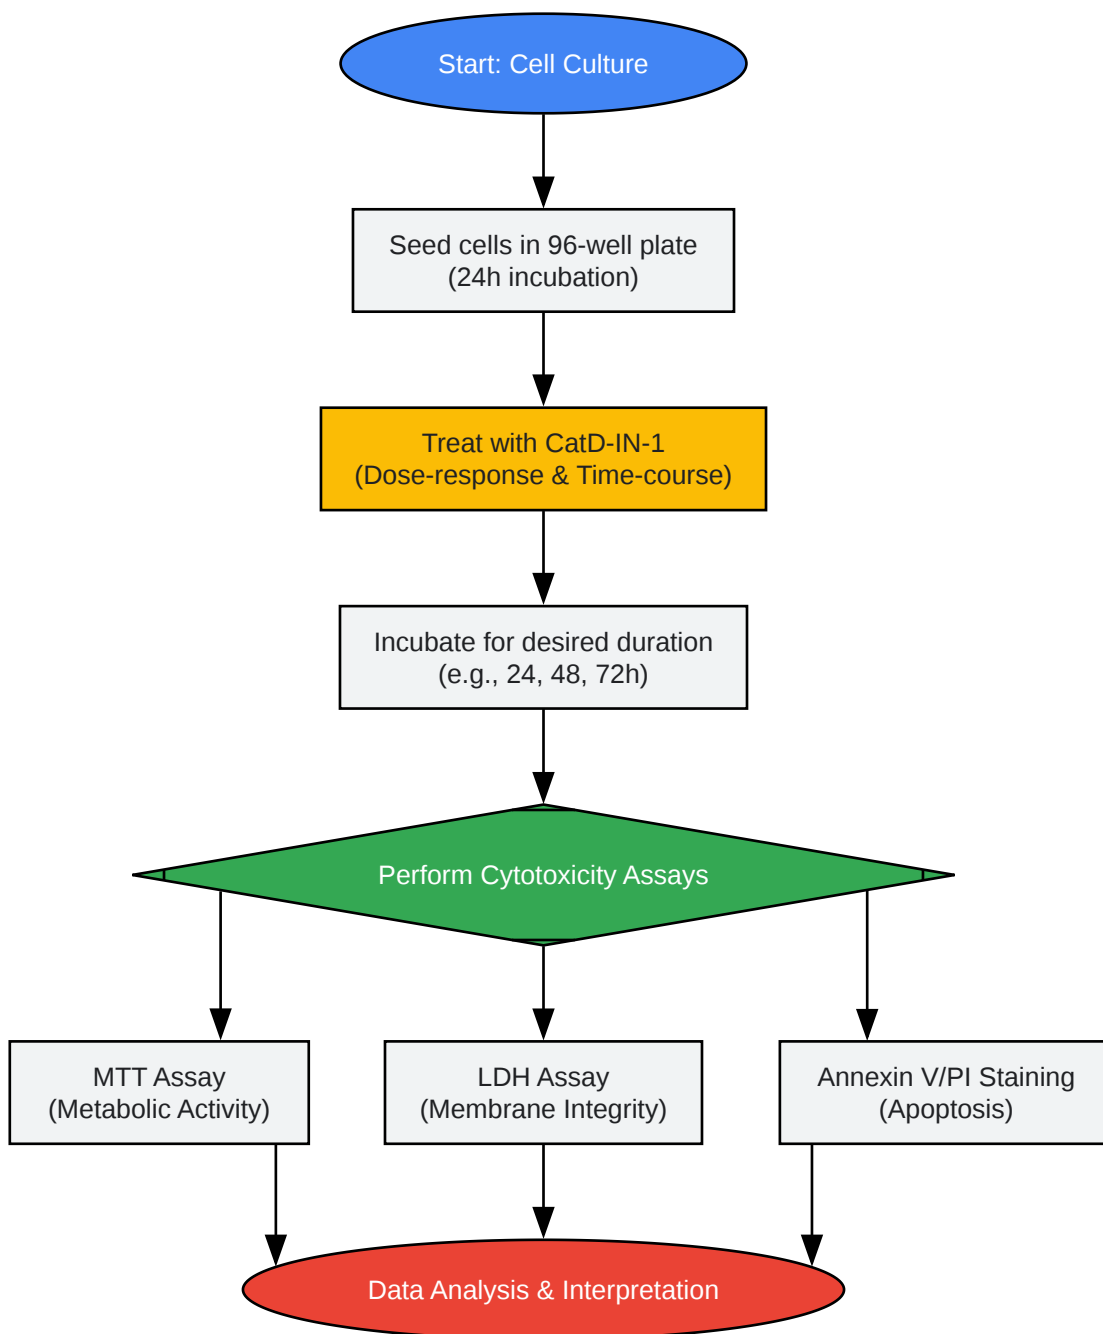 Start: Cell Culture
Seed cells in 96-well plate
(24h incubation)
Treat with CatD-IN-1
(Dose-response & Time-course)
Incubate for desired duration
(e.g., 24, 48, 72h)
Perform Cytotoxicity Assays
MTT Assay
(Metabolic Activity)
LDH Assay
(Membrane Integrity)
Annexin V/PI Staining
(Apoptosis)
Data Analysis & Interpretation